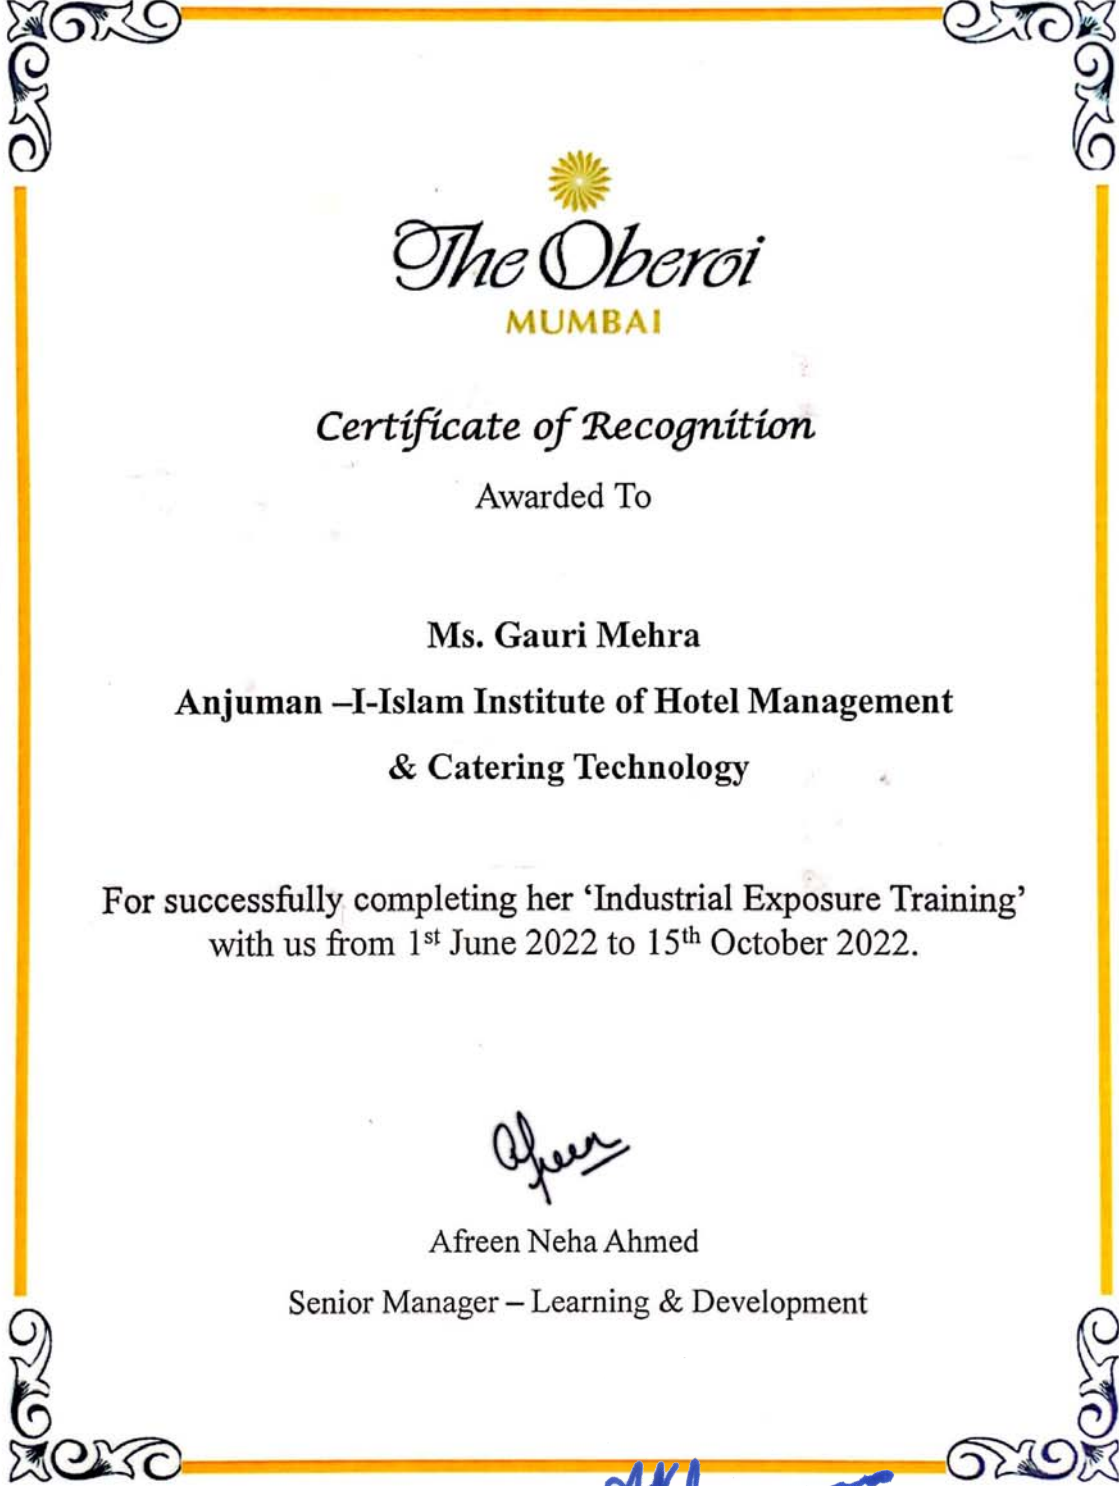 The Oberoi
MUMBAI
Certificate of Recognition
Awarded To
Ms. Gauri Mehra
Anjuman –I-Islam Institute of Hotel Management
& Catering Technology
For successfully completing her ‘Industrial Exposure Training’
with us from 1st June 2022 to 15th October 2022.
Afreen
Afreen Neha Ahmed
Senior Manager – Learning & Development